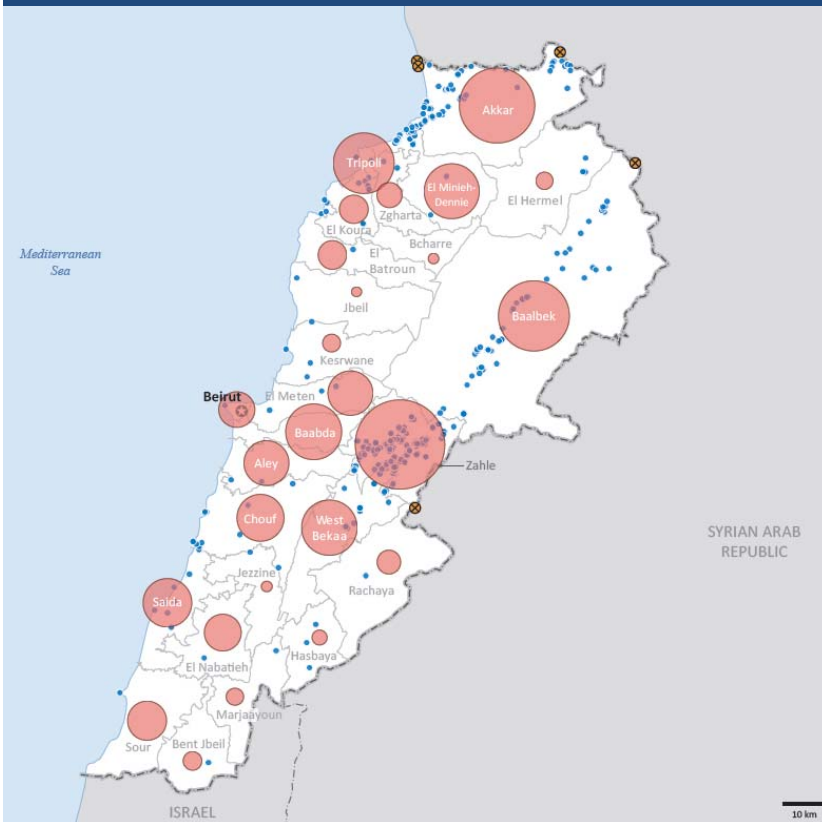 Akkar
Tripoli
El Minieh-
Dennie
El Hermel
Zgharta
El Koura
Bcharre
El
Batroun
Mediterranean
Sea
Jbeil
Baalbek
Kesrwane
Beirut
El Meten
Baabda
Aley
Zahle
Chouf
West
Bekaa
SYRIAN ARAB
REPUBLIC
Jezzine
Rachaya
Saida
Hasbaya
El Nabatieh
Marjaayoun
Sour
Bent Jbeil
ISRAEL
10 km